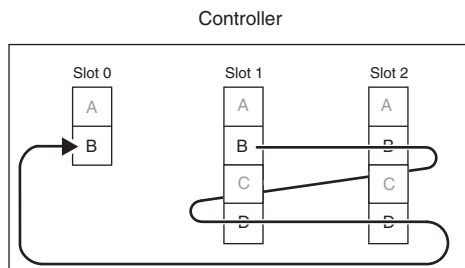 Controller
Slot 0 Slot 1 Slot 2
A A A
B B B
C C
D D